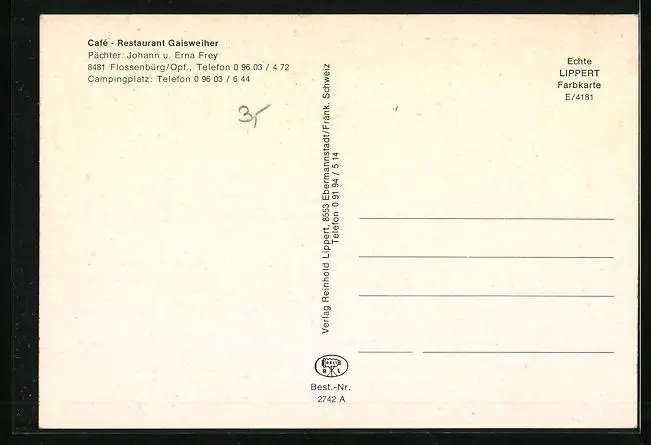 Café - Restaurant Gaisweiher
Pächter: Johann u. Erna Frey
8481 Flossenbürg/Opf., Telefon 0 96 03 / 4 72
Campingplatz: Telefon 0 96 03 / 6 44
3,-
Verlag Reinhold Lippert, 8553 Ebermannstadt/Fränk. Schweiz
Telefon 0 91 94 / 5 14
Echte
LIPPERT
Farbkarte
E/4181
R L
Best.-Nr.
2742 A